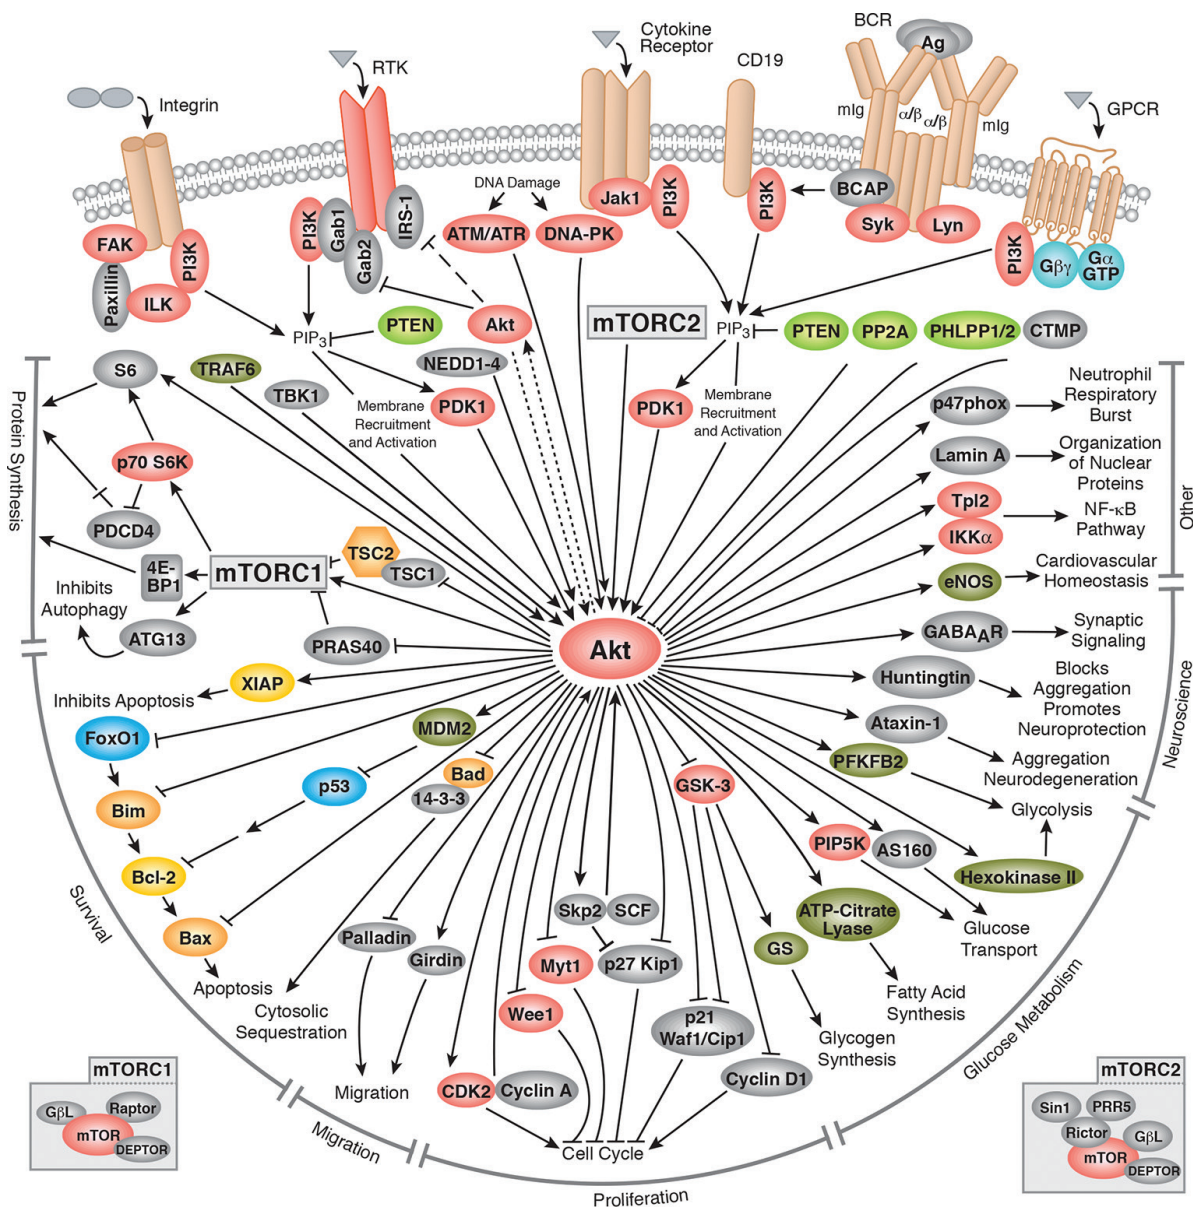 Integrin
RTK
Cytokine
Receptor
CD19
BCR
Ag
mIg
α/β
α/β
mIg
GPCR
FAK
PI3K
Paxillin
ILK
PI3K
Gab1
Gab2
IRS-1
DNA Damage
ATM/ATR
DNA-PK
Jak1
PI3K
PI3K
BCAP
Syk
Lyn
PI3K
Gβγ
Gα
GTP
PIP3
PTEN
Akt
mTORC2
PIP3
PTEN
PP2A
PHLPP1/2
CTMP
S6
TRAF6
TBK1
NEDD1-4
PDK1
Membrane
Recruitment
and Activation
PDK1
Membrane
Recruitment
and Activation
p47phox
Neutrophil
Respiratory
Burst
Lamin A
Organization
of Nuclear
Proteins
Tpl2
IKKα
NF-κB
Pathway
eNOS
Cardiovascular
Homeostasis
Other
Protein Synthesis
p70 S6K
PDCD4
4E-
BP1
mTORC1
TSC2
TSC1
Inhibits
Autophagy
ATG13
PRAS40
Akt
GABAAR
Synaptic
Signaling
Huntingtin
Blocks
Aggregation
Promotes
Neuroprotection
Ataxin-1
Aggregation
Neurodegeneration
Neuroscience
XIAP
Inhibits Apoptosis
FoxO1
MDM2
Bad
14-3-3
p53
Bim
Bcl-2
Bax
Apoptosis
Survival
GSK-3
PFKFB2
Glycolysis
PIP5K
AS160
Hexokinase II
ATP-Citrate
Lyase
Glucose
Transport
GS
Fatty Acid
Synthesis
Glycogen
Synthesis
Glucose Metabolism
Cytosolic
Sequestration
Palladin
Girdin
Migration
Skp2
SCF
Myt1
p27 Kip1
Wee1
p21
Waf1/Cip1
CDK2
Cyclin A
Cyclin D1
Cell Cycle
Migration
Proliferation
mTORC1
GβL
Raptor
mTOR
DEPTOR
mTORC2
Sin1
PRR5
Rictor
GβL
mTOR
DEPTOR